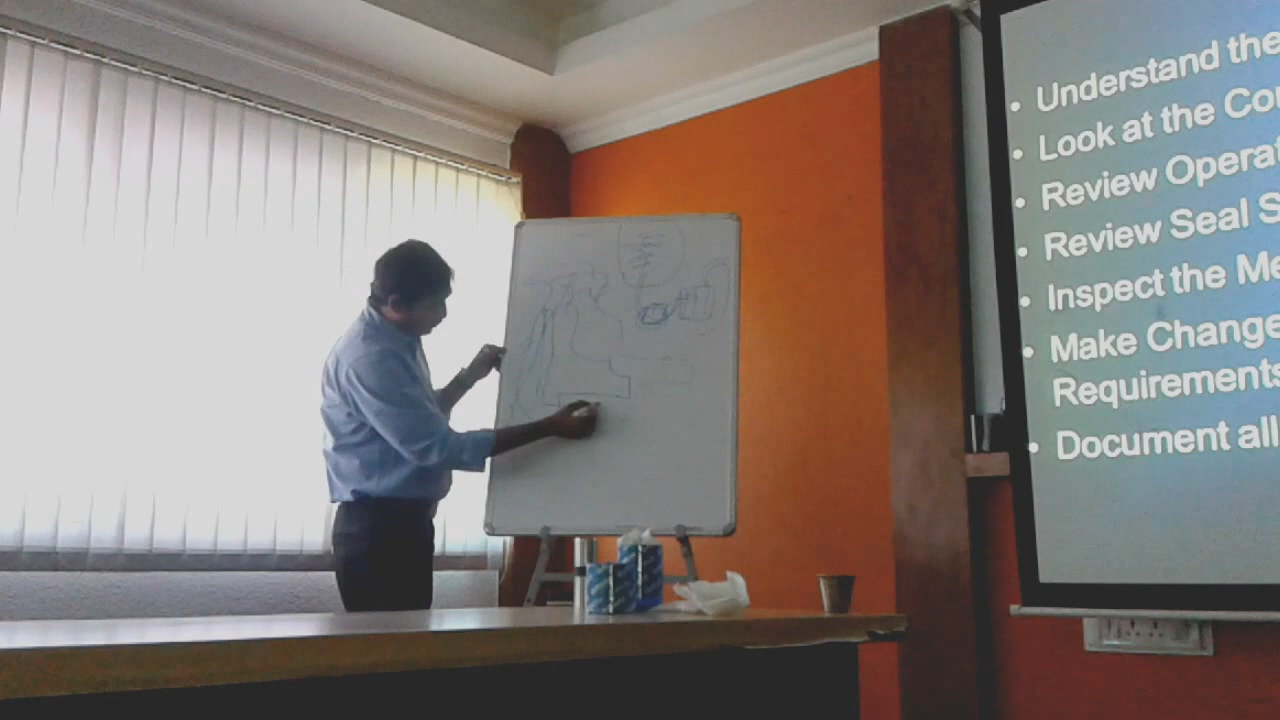 • Understand the
• Look at the Co
• Review Operat
• Review Seal S
• Inspect the Me
• Make Change
Requirements
• Document all